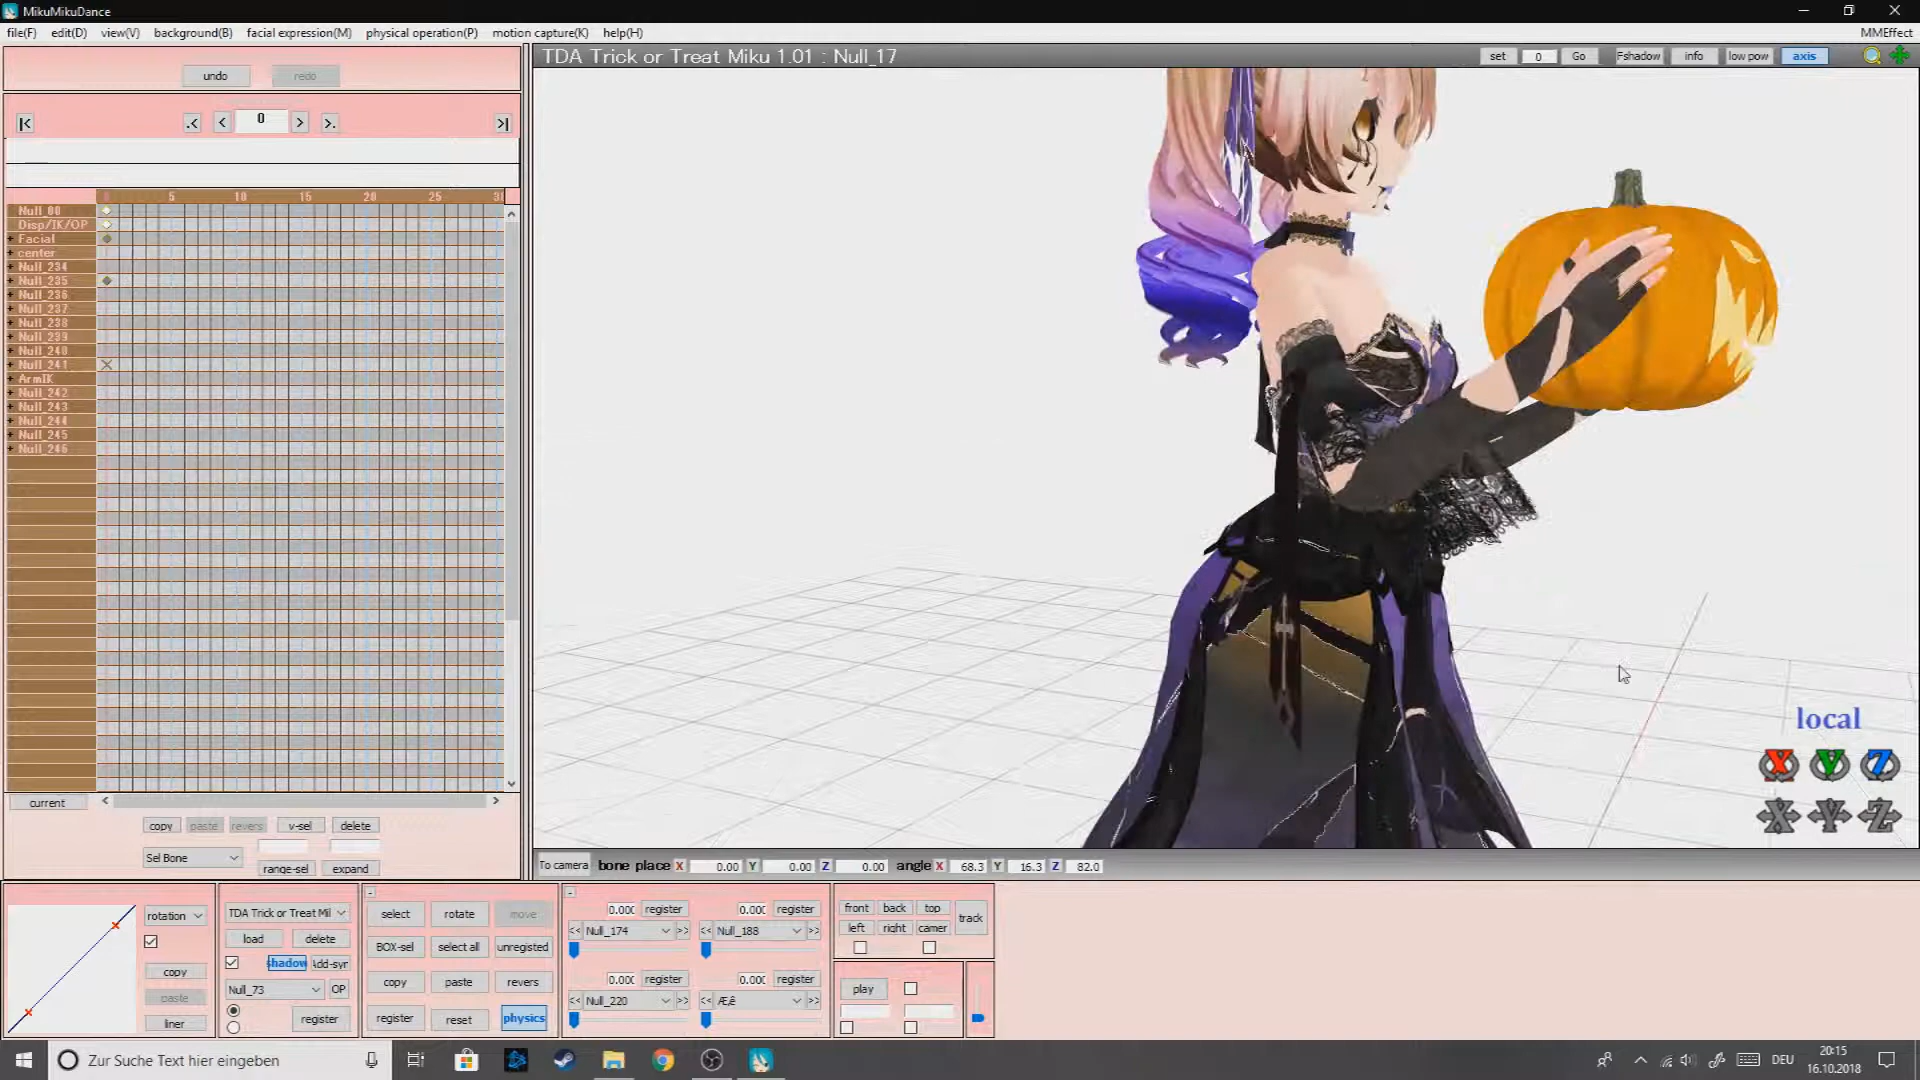 MikuMikuDance
file(F) edit(D) view(V) background(B) facial expression(M) physical operation(P) motion capture(K) help(H) MMEffect
TDA Trick or Treat Miku 1.01 : Null_17
set 0 Go Fshadow info low pow axis
undo redo
.< < 0 > >.
5 10 15 20 25
Null_00
Disp/IK/OP
+ Facial
+ center
+ Null_234
+ Null_235
+ Null_236
+ Null_237
+ Null_238
+ Null_239
+ Null_240
+ Null_241
+ ArmIK
+ Null_242
+ Null_243
+ Null_244
+ Null_245
+ Null_246
current
copy paste revers v-sel delete
Sel Bone
range-sel expand
local
X Y Z
X Y Z
To camera bone place X 0.00 Y 0.00 Z 0.00 angle X 68.3 Y 16.3 Z 82.0
rotation
copy
paste
liner
TDA Trick or Treat Mil
load delete
shadow Add-syn
Null_73 OP
register
select rotate move
BOX-sel select all unregisted
copy paste revers
register reset physics
0.000 register 0.000 register
<< Null_174 >> << Null_188 >>
0.000 register 0.000 register
<< Null_220 >> << Æ‚ê >>
front back top track
left right camer
play
Zur Suche Text hier eingeben
DEU
20:15
16.10.2018